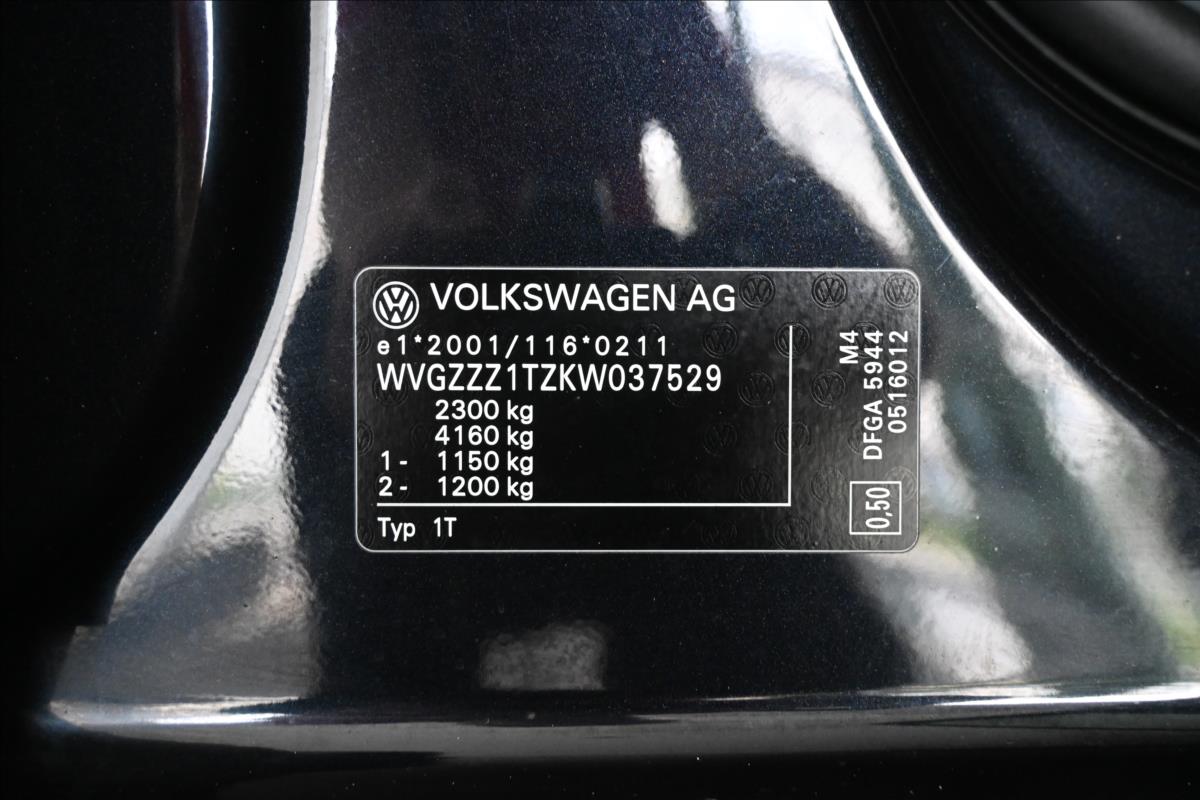 VOLKSWAGEN AG
e1*2001/116*0211
WVGZZZ1TZKW037529
2300 kg
4160 kg
1- 1150 kg
2- 1200 kg
Typ 1T
M4
DFGA 5944
0516012
0,50